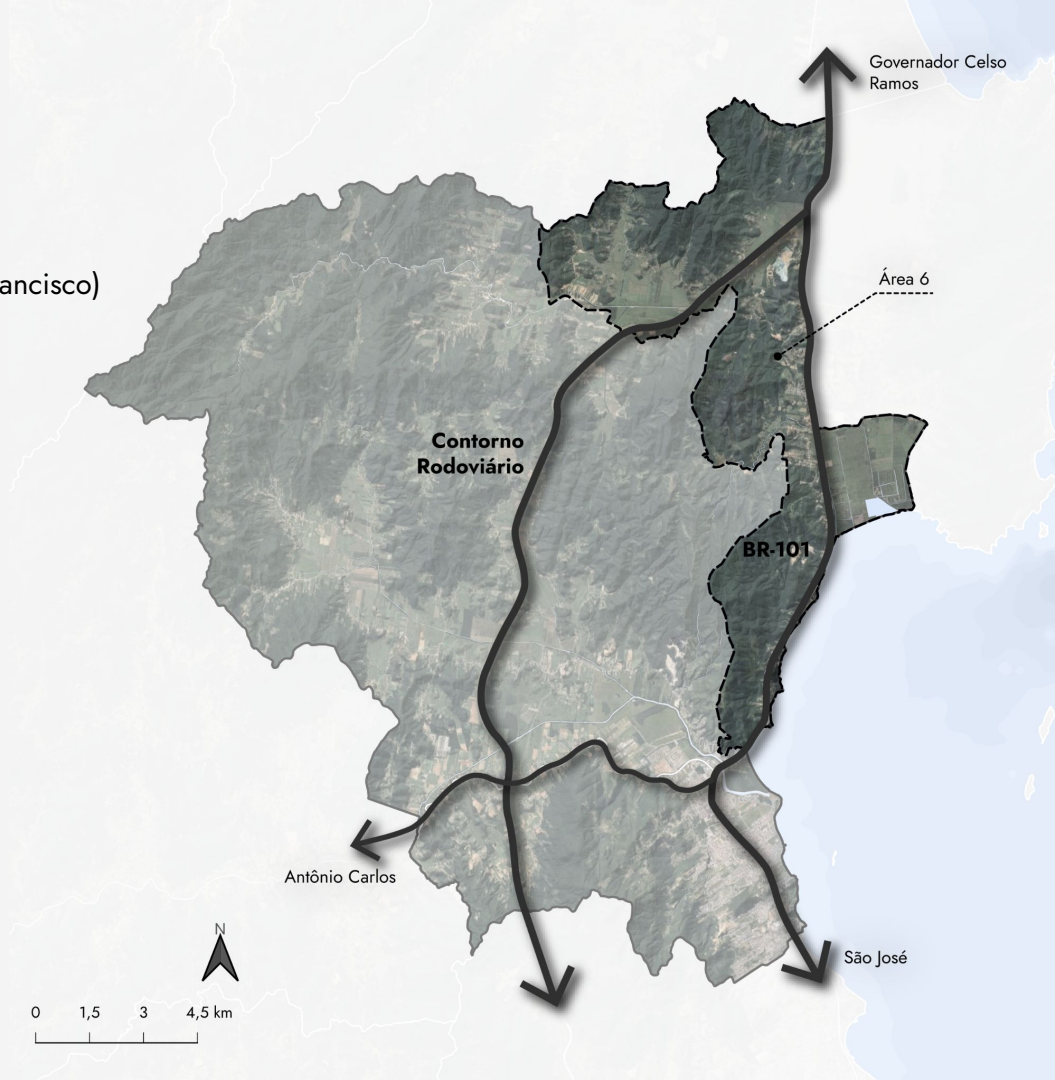 Governador Celso
Ramos
ancisco)
Área 6
Contorno
Rodoviário
BR-101
Antônio Carlos
N
São José
0 1,5 3 4,5 km